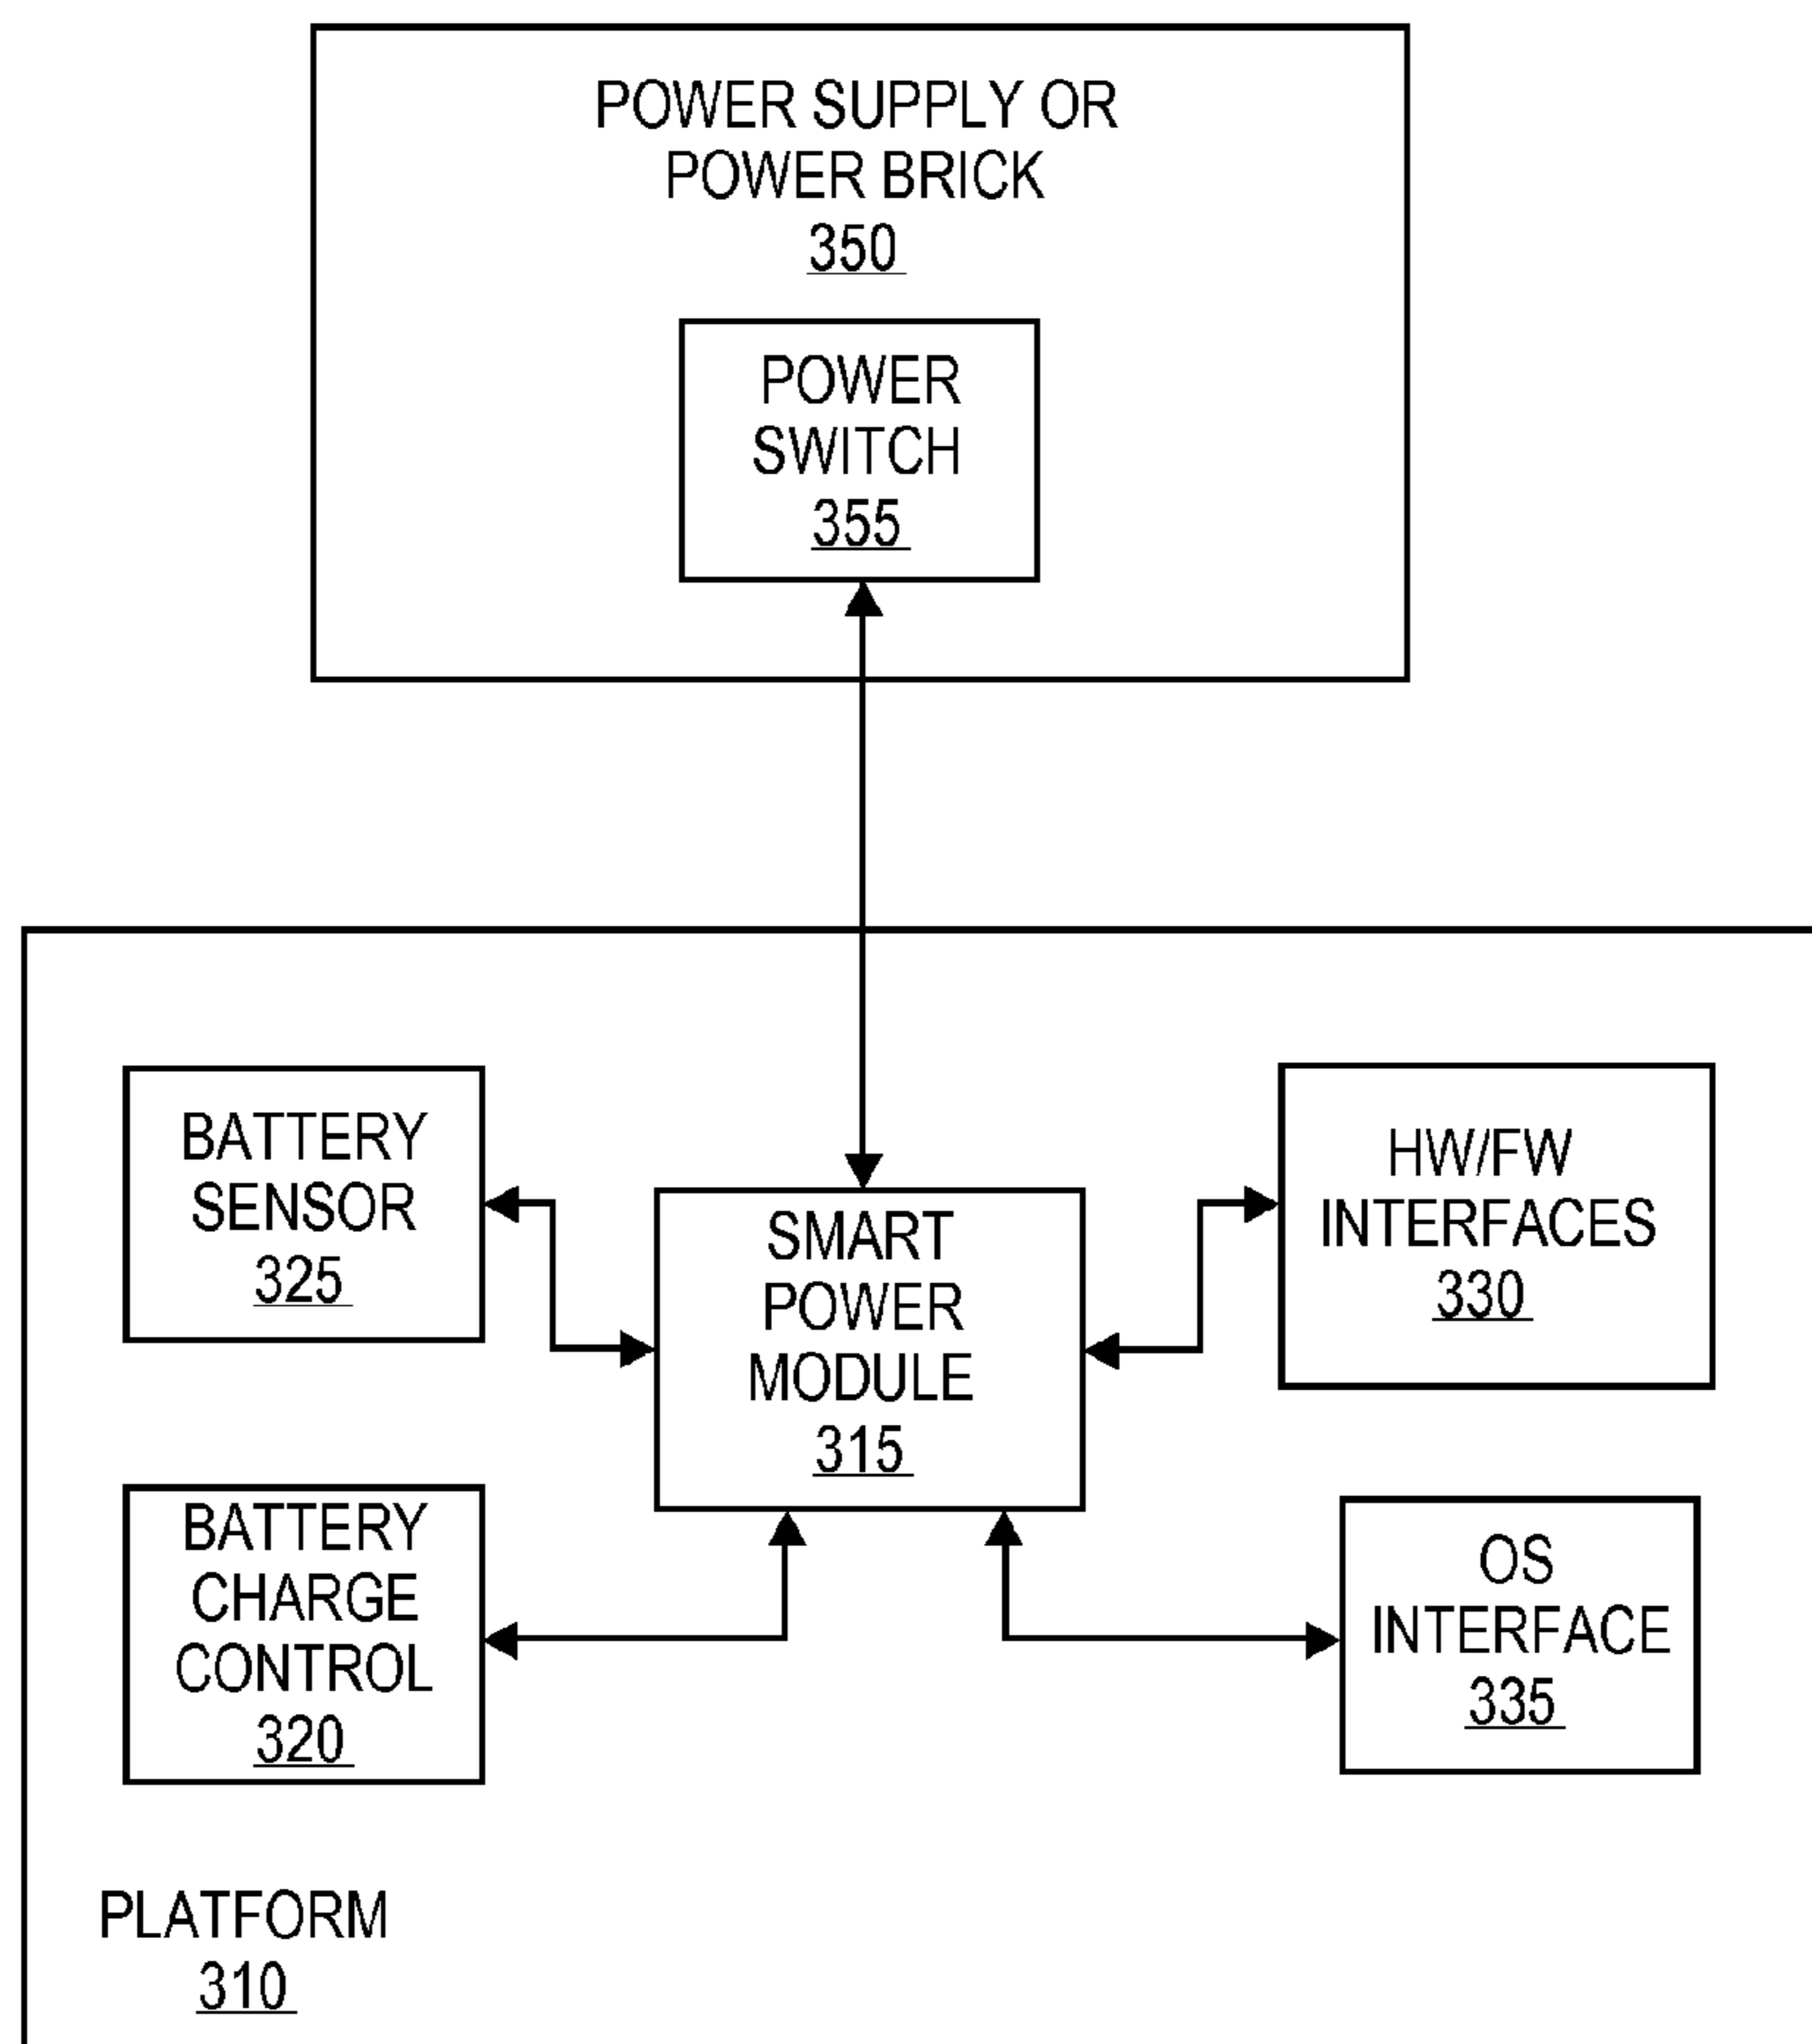 POWER SUPPLY OR
POWER BRICK
350
POWER
SWITCH
355
BATTERY
SENSOR
325
SMART
POWER
MODULE
315
HW/FW
INTERFACES
330
BATTERY
CHARGE
CONTROL
320
OS
INTERFACE
335
PLATFORM
310